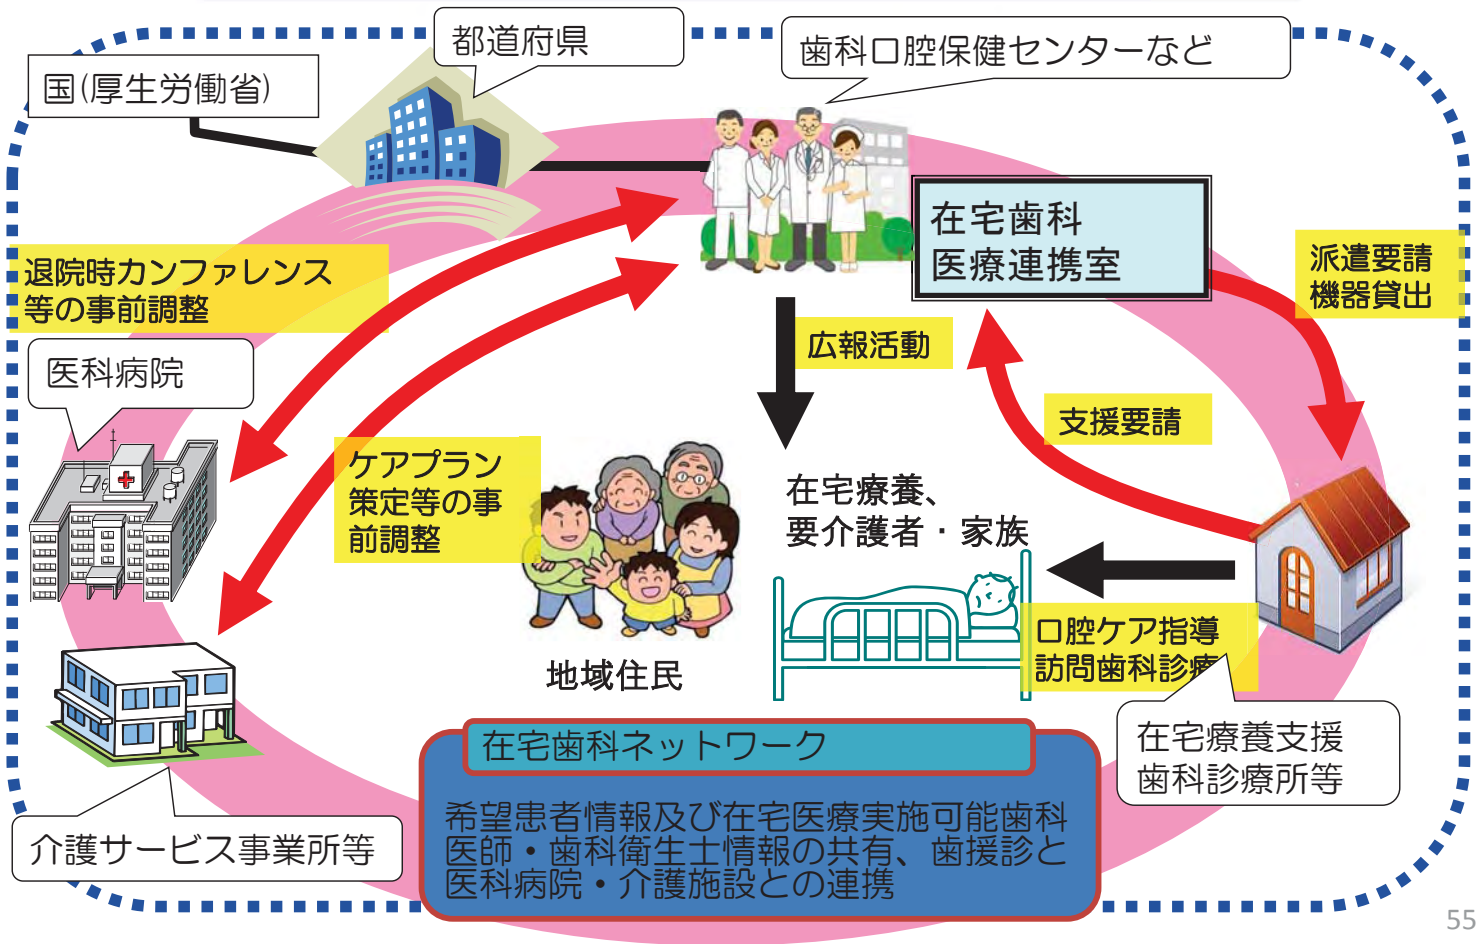 都道府県
歯科口腔保健センターなど
国(厚生労働省)
在宅歯科
医療連携室
退院時カンファレンス
等の事前調整
派遣要請
機器貸出
広報活動
医科病院
支援要請
ケアプラン
策定等の事
前調整
在宅療養、
要介護者・家族
口腔ケア指導
訪問歯科診療
地域住民
在宅療養支援
歯科診療所等
在宅歯科ネットワーク
希望患者情報及び在宅医療実施可能歯科
医師・歯科衛生士情報の共有、歯援診と
医科病院・介護施設との連携
介護サービス事業所等
55